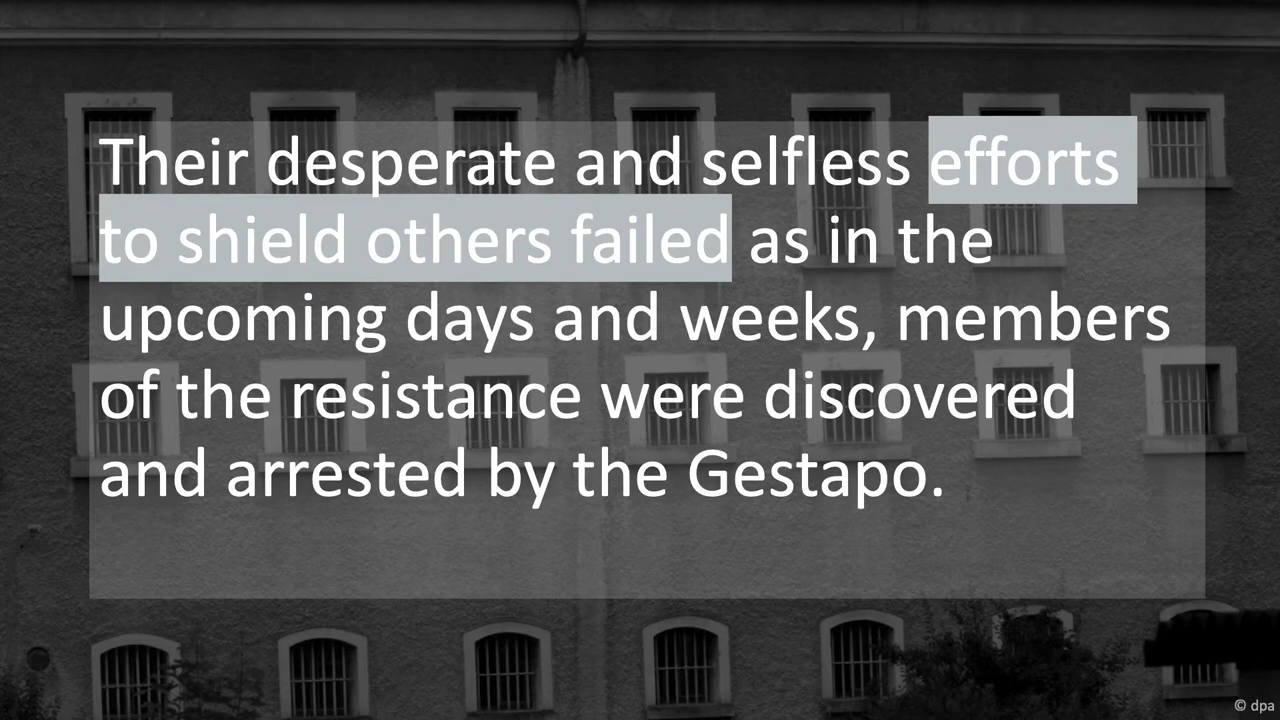 Their desperate and selfless efforts
to shield others failed as in the
upcoming days and weeks, members
of the resistance were discovered
and arrested by the Gestapo.
© dpa